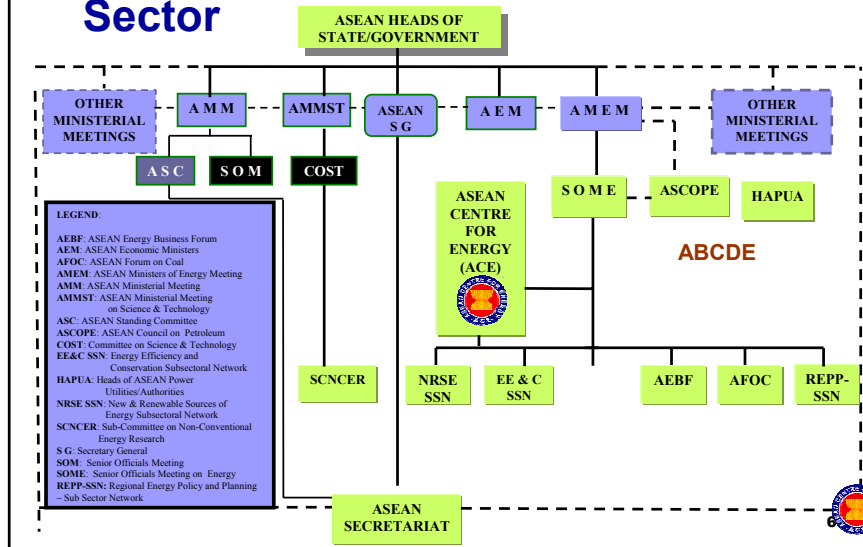 Sector
ASEAN HEADS OF
STATE/GOVERNMENT
OTHER
MINISTERIAL
MEETINGS
A M M
AMMST
ASEAN
S G
A E M
A M E M
OTHER
MINISTERIAL
MEETINGS
A S C
S O M
COST
ASEAN
CENTRE
FOR
ENERGY
(ACE)
S O M E
ASCOPE
HAPUA
ABCDE
LEGEND:
AEBF: ASEAN Energy Business Forum
AEM: ASEAN Economic Ministers
AFOC: ASEAN Forum on Coal
AMEM: ASEAN Ministers of Energy Meeting
AMM: ASEAN Ministerial Meeting
AMMST: ASEAN Ministerial Meeting
on Science & Technology
ASC: ASEAN Standing Committee
ASCOPE: ASEAN Council on Petroleum
COST: Committee on Science & Technology
EE&C SSN: Energy Efficiency and
Conservation Subsectoral Network
HAPUA: Heads of ASEAN Power
Utilities/Authorities
NRSE SSN: New & Renewable Sources of
Energy Subsectoral Network
SCNCER: Sub-Committee on Non-Conventional
Energy Research
S G: Secretary General
SOM: Senior Officials Meeting
SOME: Senior Officials Meeting on Energy
REPP-SSN: Regional Energy Policy and Planning
– Sub Sector Network
SCNCER
NRSE
SSN
EE & C
SSN
AEBF
AFOC
REPP-
SSN
ASEAN
SECRETARIAT
6